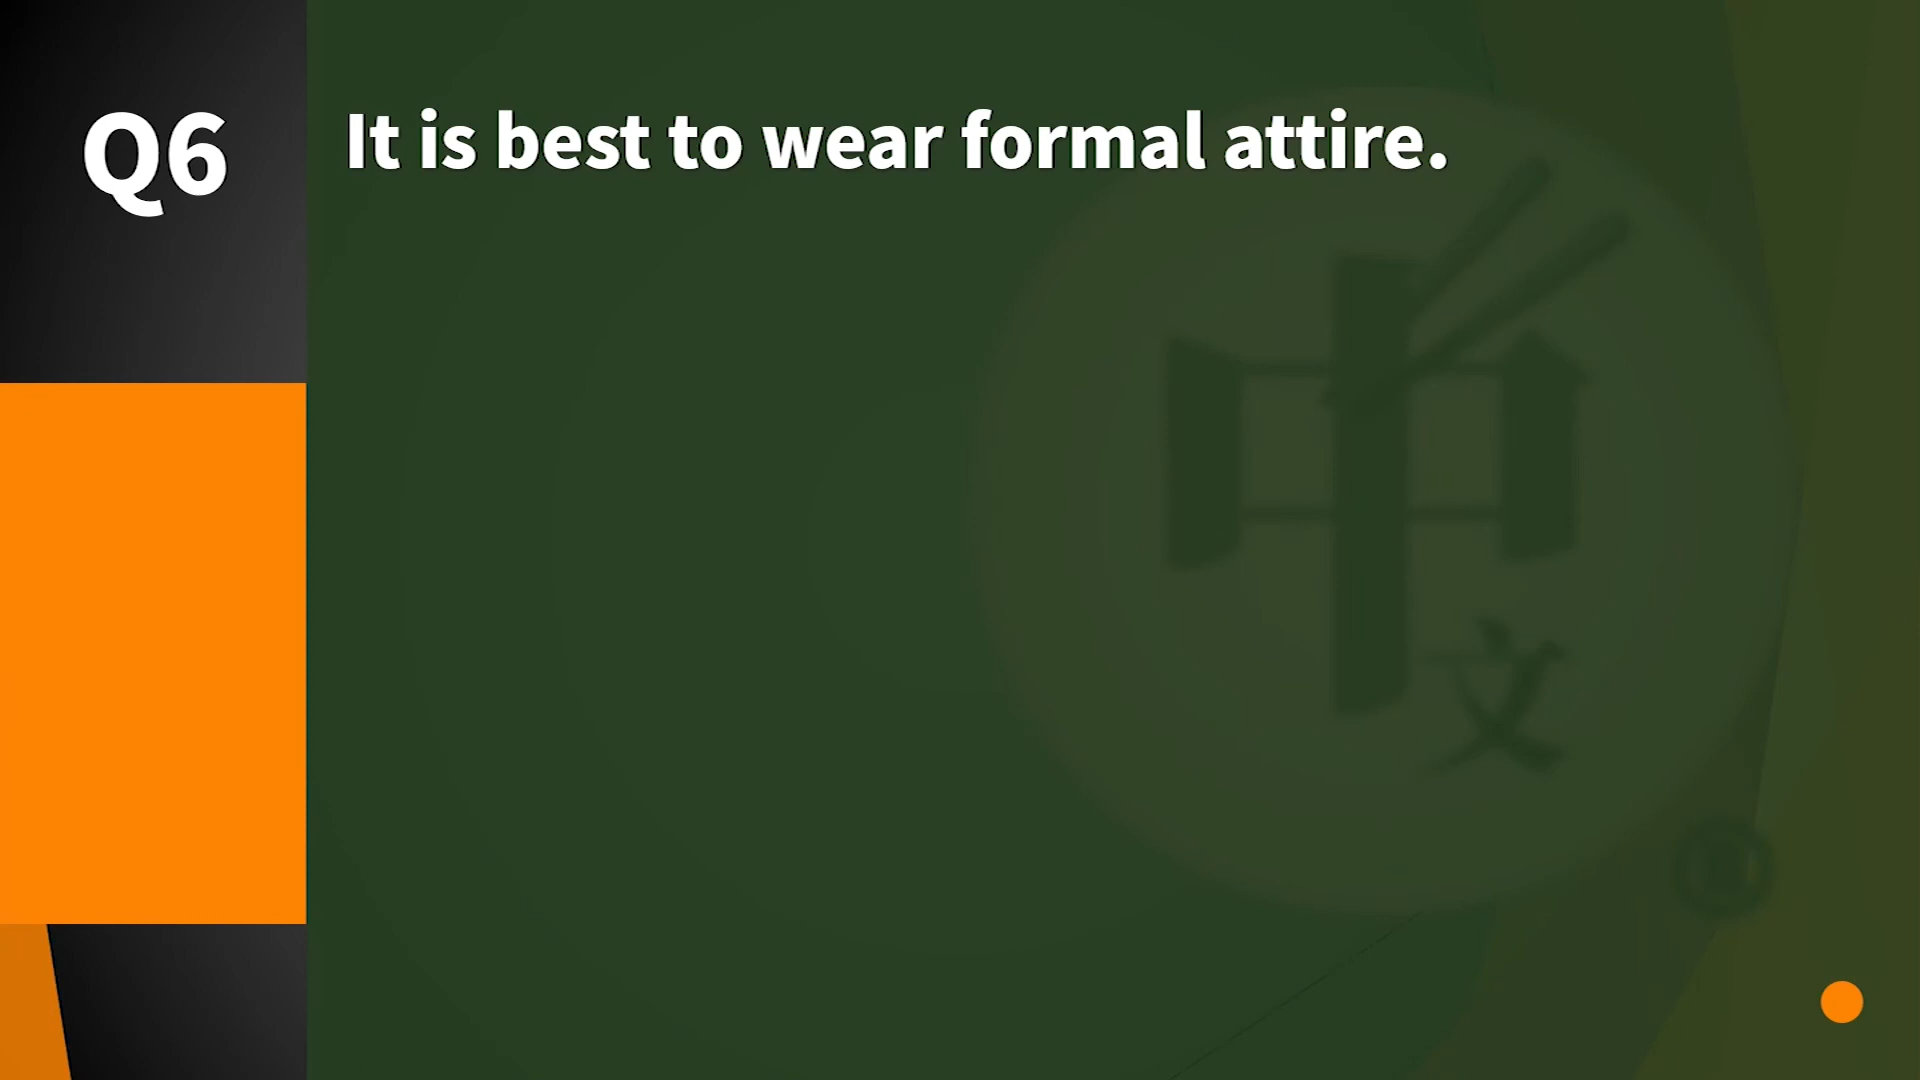 Q6
It is best to wear formal attire.
中
文